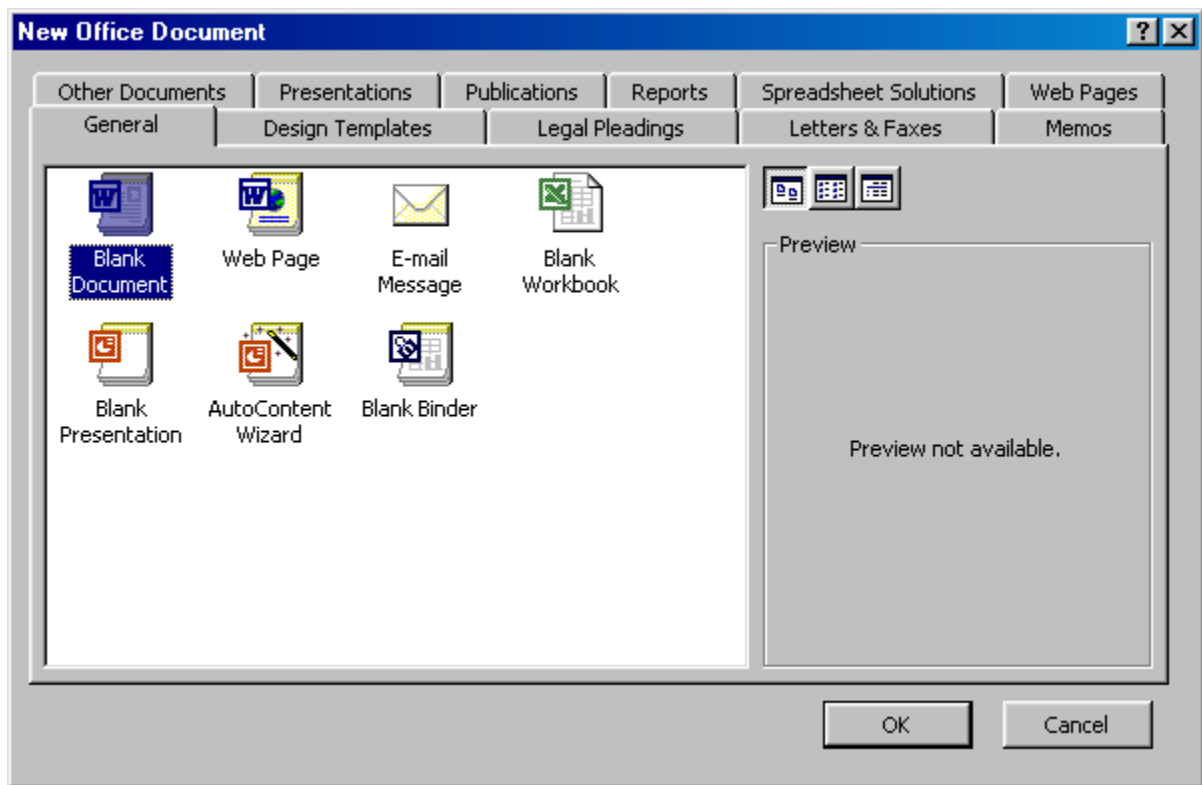 New Office Document
Other Documents Presentations Publications Reports Spreadsheet Solutions Web Pages
General Design Templates Legal Pleadings Letters & Faxes Memos
Blank Document
Web Page
E-mail Message
Blank Workbook
Blank Presentation
AutoContent Wizard
Blank Binder
Preview
Preview not available.
OK Cancel